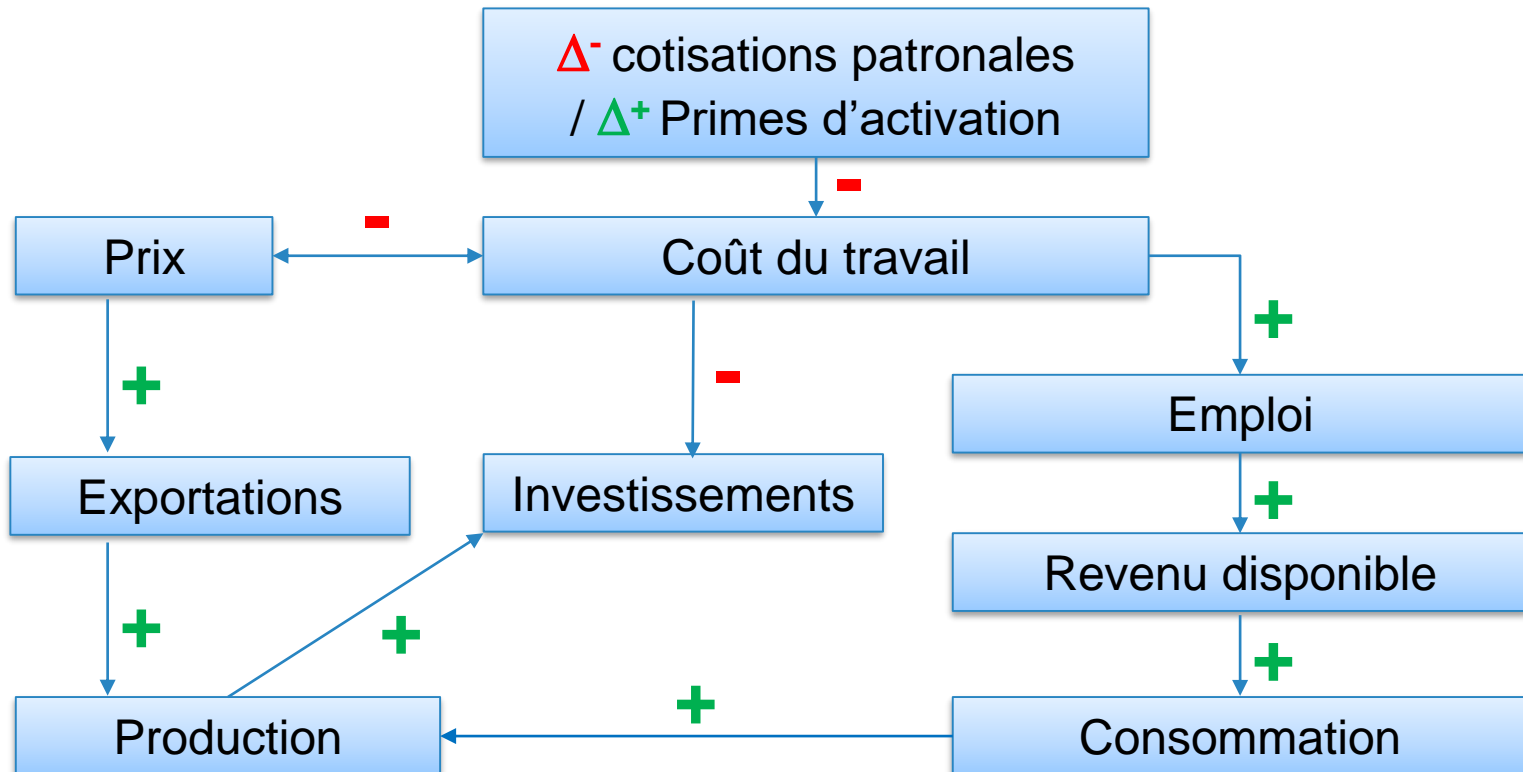 Δ- cotisations patronales
/ Δ+ Primes d’activation
-
-
Prix
Coût du travail
+
+
-
Emploi
Exportations
Investissements
+
Revenu disponible
+
+
+
+
Production
Consommation